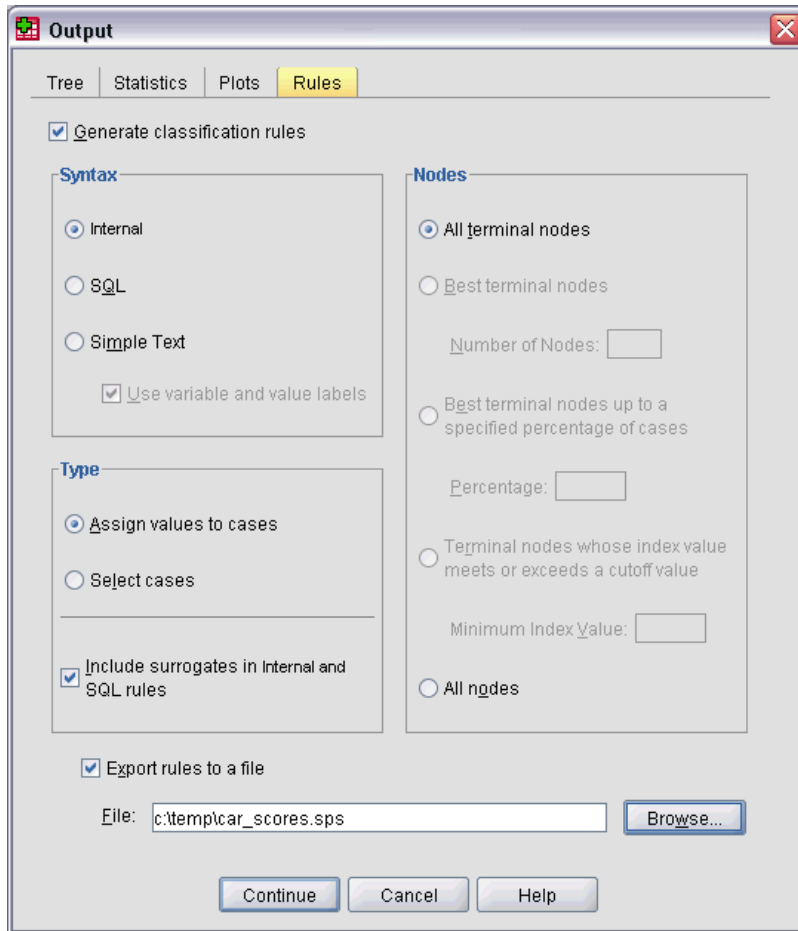 Output
Tree Statistics Plots Rules
Generate classification rules
Syntax
Internal
SQL
Simple Text
Use variable and value labels
Type
Assign values to cases
Select cases
Include surrogates in Internal and
SQL rules
Nodes
All terminal nodes
Best terminal nodes
Number of Nodes:
Best terminal nodes up to a
specified percentage of cases
Percentage:
Terminal nodes whose index value
meets or exceeds a cutoff value
Minimum Index Value:
All nodes
Export rules to a file
File: c:\temp\car_scores.sps Browse...
Continue Cancel Help